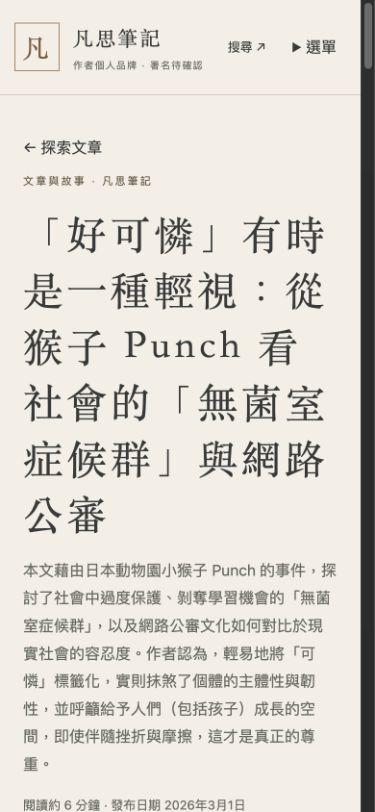 凡
凡思筆記
作者個人品牌 · 署名待確認
搜尋 ↗
▶ 選單
← 探索文章
文章與故事 · 凡思筆記
「好可憐」有時
是一種輕視：從
猴子 Punch 看
社會的「無菌室
症候群」與網路
公審
本文藉由日本動物園小猴子 Punch 的事件，探
討了社會中過度保護、剝奪學習機會的「無菌
室症候群」，以及網路公審文化如何對比於現
實社會的容忍度。作者認為，輕易地將「可
憐」標籤化，實則抹煞了個體的主體性與韌
性，並呼籲給予人們（包括孩子）成長的空
間，即使伴隨挫折與摩擦，這才是真正的尊
重。
閱讀約 6 分鐘 · 發布日期 2026年3月1日